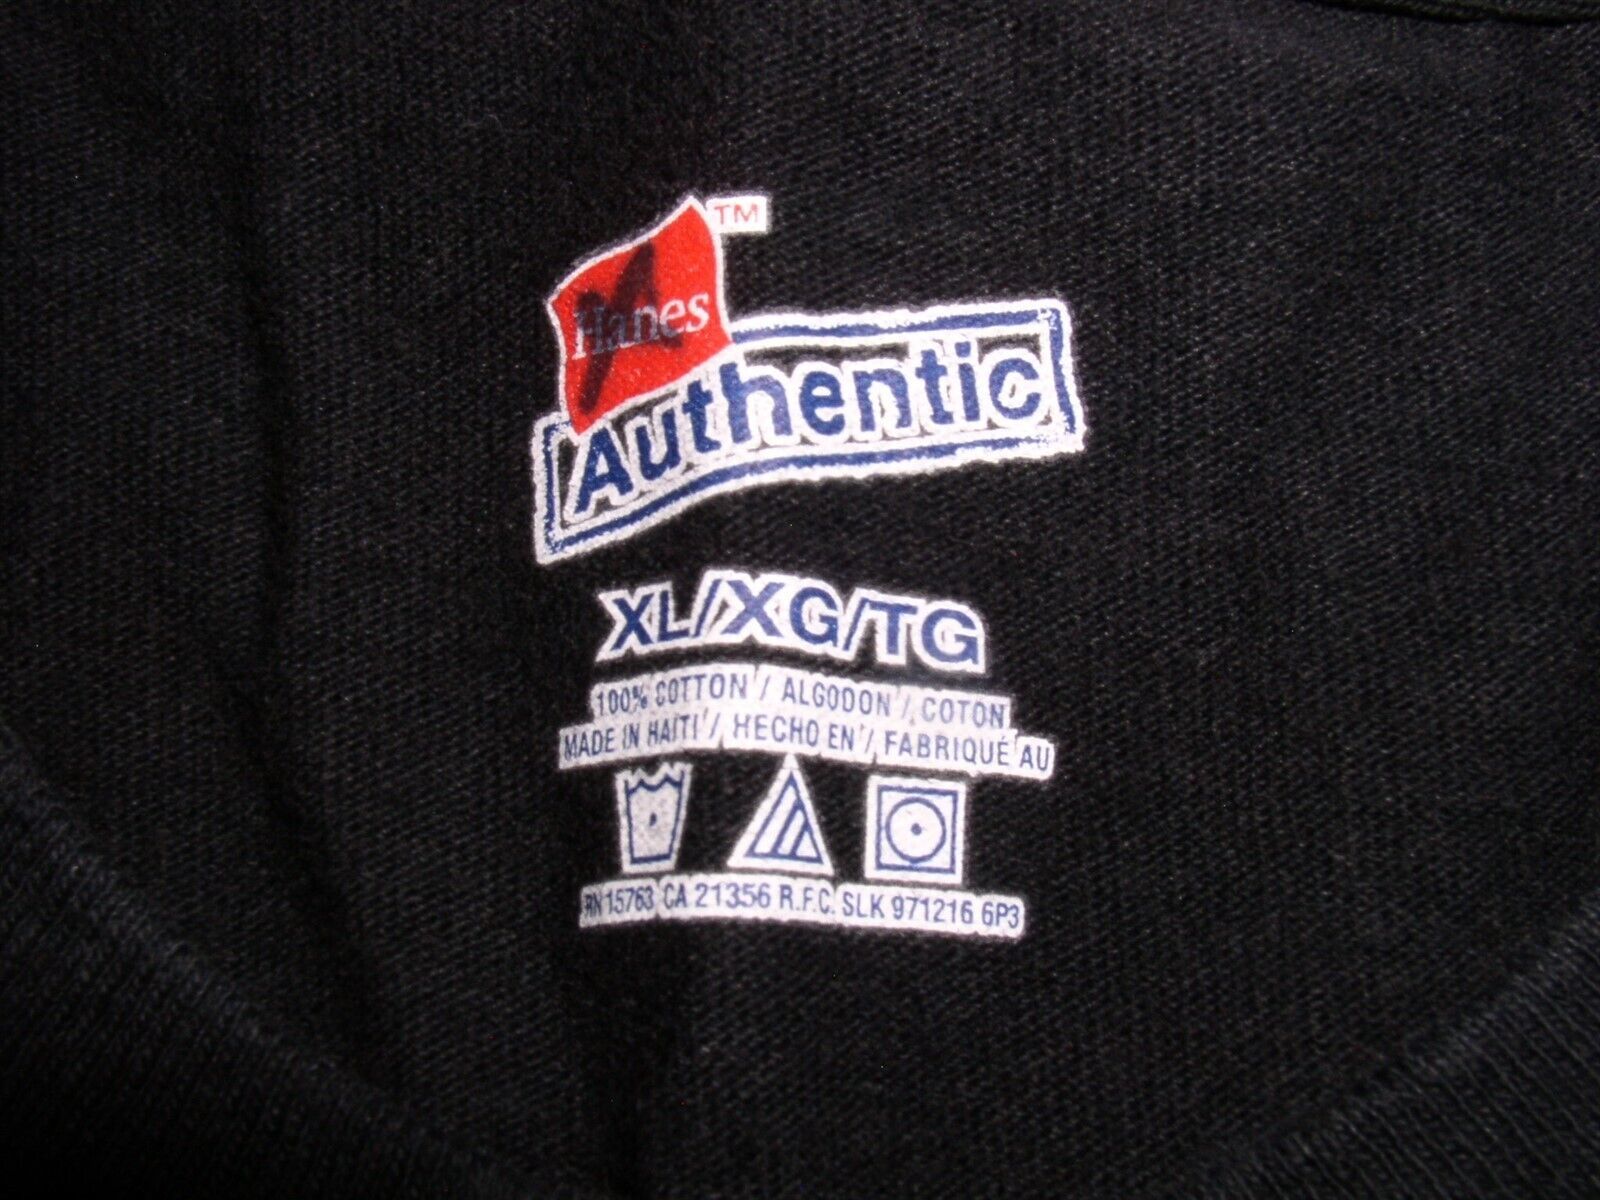 TM
Hanes
Authentic
XL/XG/TG
100% COTTON / ALGODON / COTON
MADE IN HAITI / HECHO EN /, FABRIQUÉ AU
RN 15763 CA 21356 R.F.C. SLK 971216 6P3